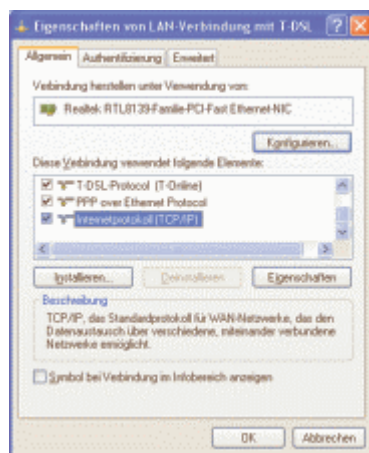 Eigenschaften von LAN-Verbindung mit T-DSL
Allgemein Authentifizierung Erweitert
Verbindung herstellen unter Verwendung von:
Realtek RTL8139-Familie-PCI-Fast Ethernet-NIC
Konfigurieren...
Diese Verbindung verwendet folgende Elemente:
T-DSL-Protocol (T-Online)
PPP over Ethernet Protocol
Internetprotokoll (TCP/IP)
Installieren... Deinstallieren Eigenschaften
Beschreibung
TCP/IP, das Standardprotokoll für WAN-Netzwerke, das den
Datenaustausch über verschiedene, miteinander verbundene
Netzwerke ermöglicht.
Symbol bei Verbindung im Infobereich anzeigen
OK Abbrechen